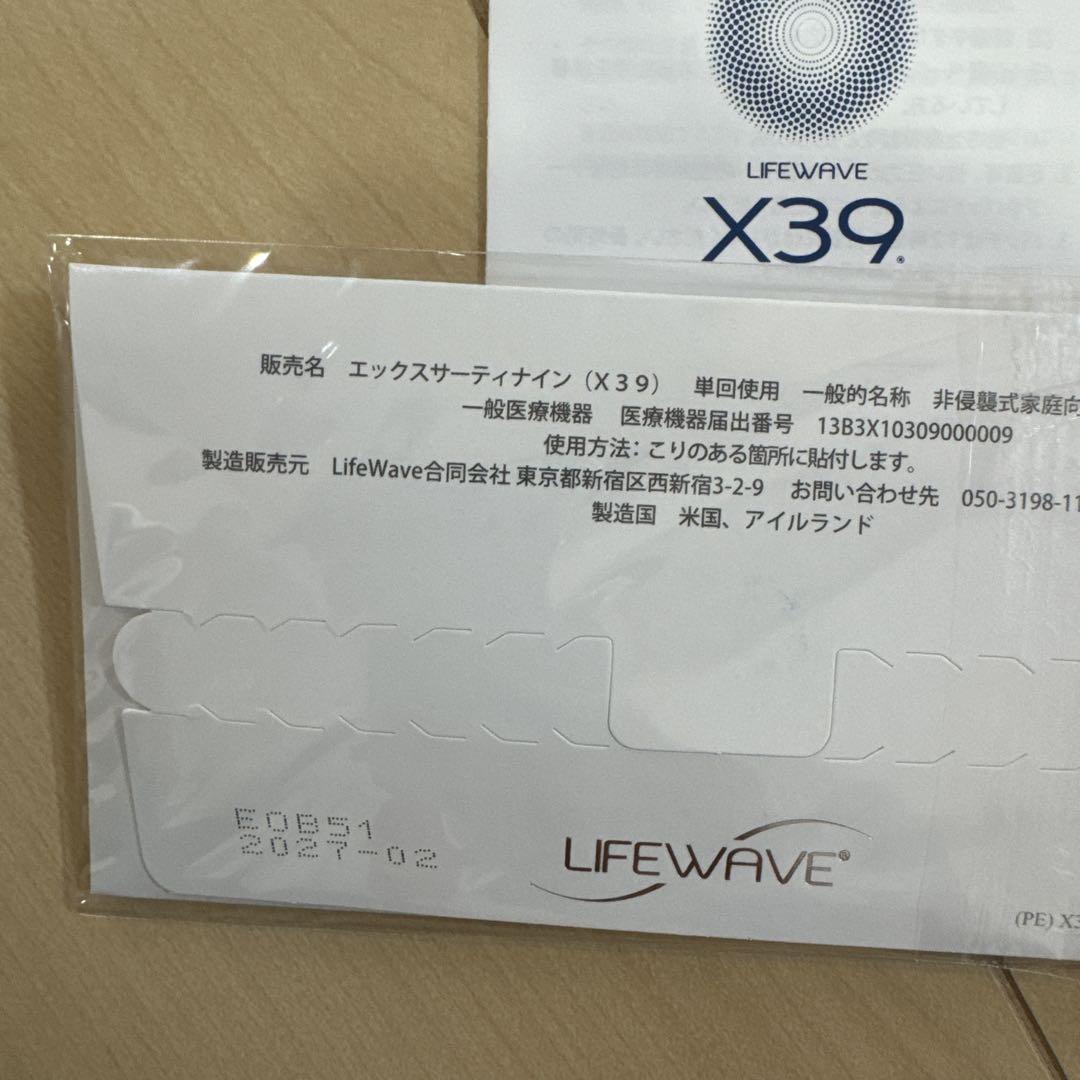 LIFEWAVE
X39®
販売名 エックスサーティナイン（X39） 単回使用 一般的名称 非侵襲式家庭向
一般医療機器 医療機器届出番号 13B3X10309000009
使用方法：こりのある箇所に貼付します。
製造販売元 LifeWave合同会社 東京都新宿区西新宿3-2-9 お問い合わせ先 050-3198-11
製造国 米国、アイルランド
EOB51
2027-02
LIFEWAVE®
(PE) X3